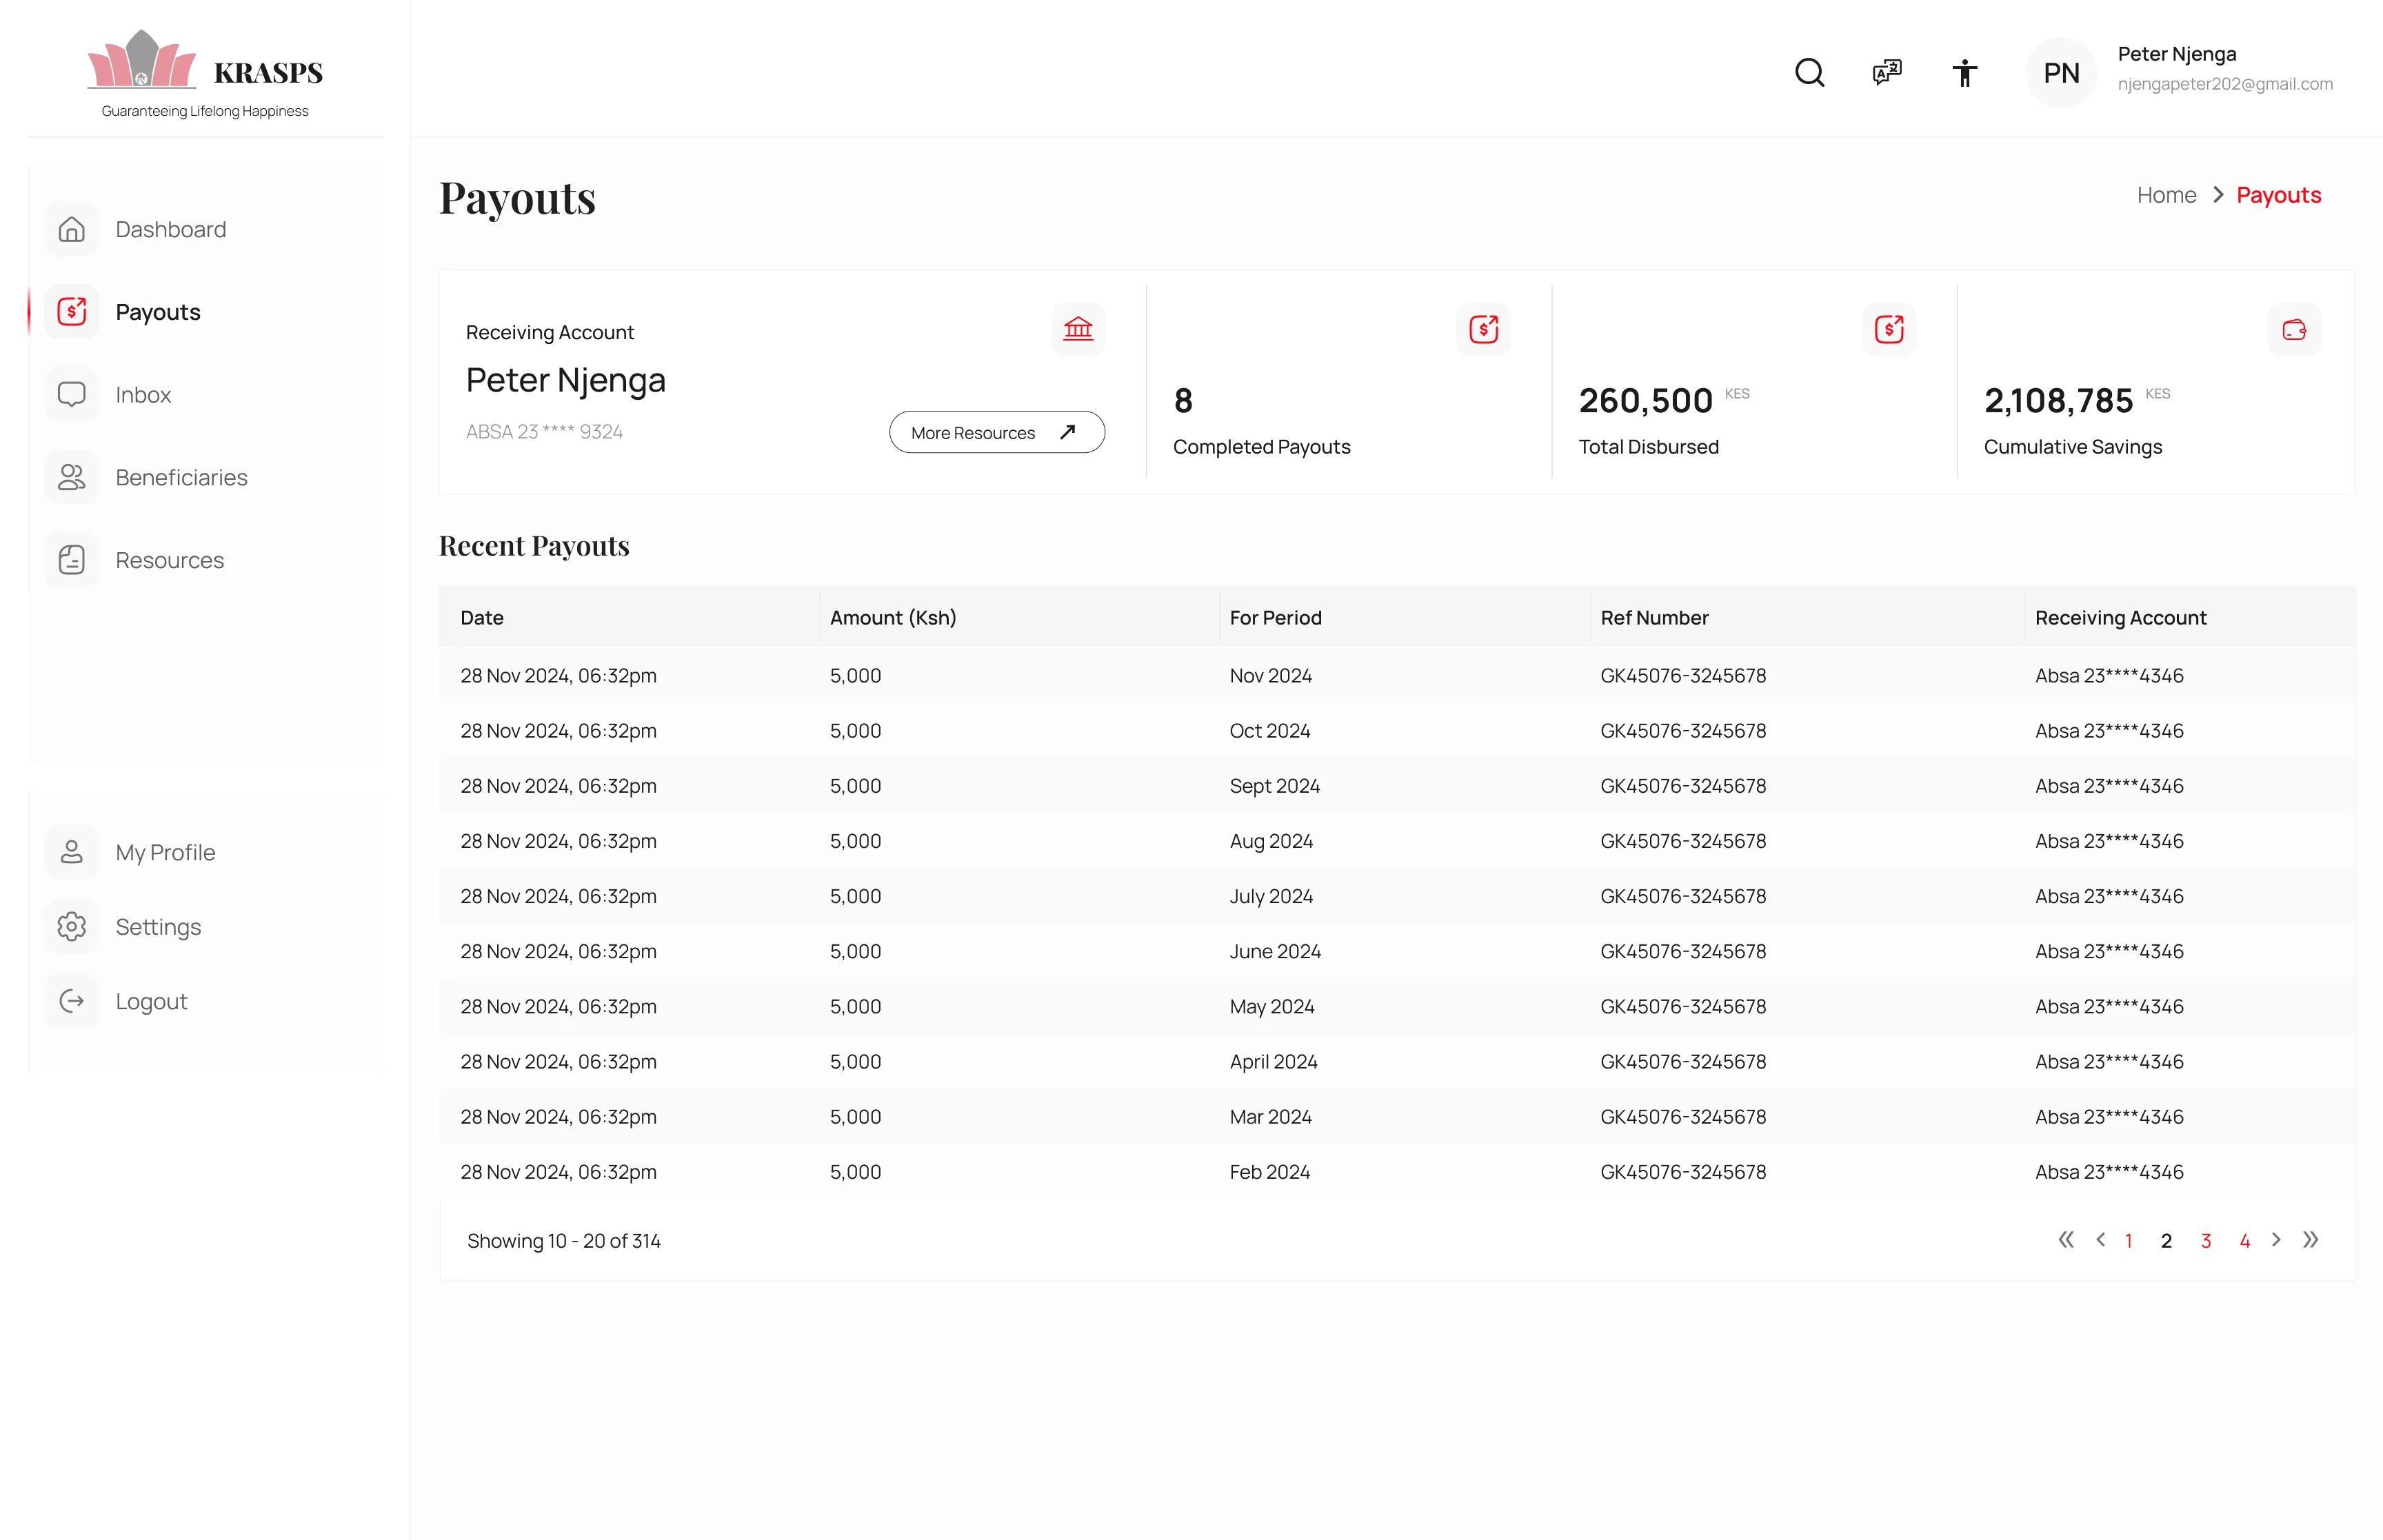 KRASPS
Guaranteeing Lifelong Happiness
PN
Peter Njenga
njengapeter202@gmail.com
Dashboard
Payouts
Inbox
Beneficiaries
Resources
My Profile
Settings
Logout
Payouts
Home > Payouts
Receiving Account
Peter Njenga
ABSA 23 **** 9324
More Resources
8
Completed Payouts
260,500 KES
Total Disbursed
2,108,785 KES
Cumulative Savings
Recent Payouts
Date Amount (Ksh) For Period Ref Number Receiving Account
28 Nov 2024, 06:32pm 5,000 Nov 2024 GK45076-3245678 Absa 23****4346
28 Nov 2024, 06:32pm 5,000 Oct 2024 GK45076-3245678 Absa 23****4346
28 Nov 2024, 06:32pm 5,000 Sept 2024 GK45076-3245678 Absa 23****4346
28 Nov 2024, 06:32pm 5,000 Aug 2024 GK45076-3245678 Absa 23****4346
28 Nov 2024, 06:32pm 5,000 July 2024 GK45076-3245678 Absa 23****4346
28 Nov 2024, 06:32pm 5,000 June 2024 GK45076-3245678 Absa 23****4346
28 Nov 2024, 06:32pm 5,000 May 2024 GK45076-3245678 Absa 23****4346
28 Nov 2024, 06:32pm 5,000 April 2024 GK45076-3245678 Absa 23****4346
28 Nov 2024, 06:32pm 5,000 Mar 2024 GK45076-3245678 Absa 23****4346
28 Nov 2024, 06:32pm 5,000 Feb 2024 GK45076-3245678 Absa 23****4346
Showing 10 - 20 of 314 « < 1 2 3 4 > »